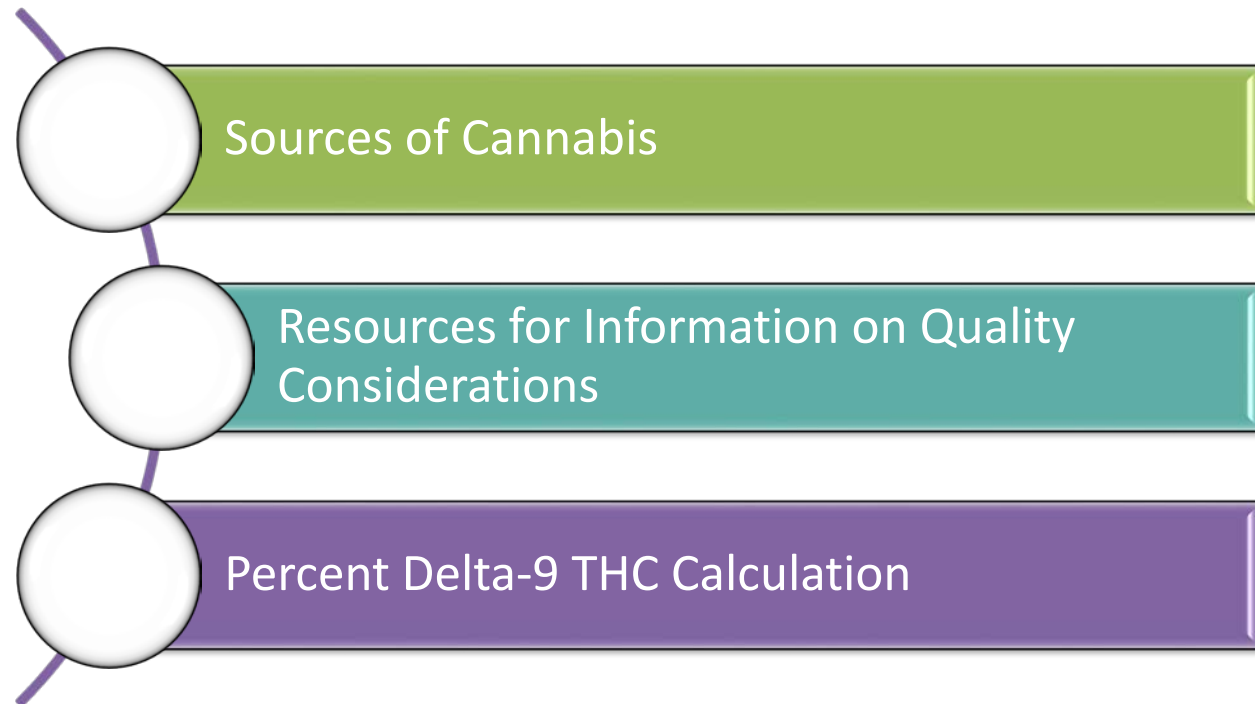 Sources of Cannabis
Resources for Information on Quality
Considerations
Percent Delta-9 THC Calculation